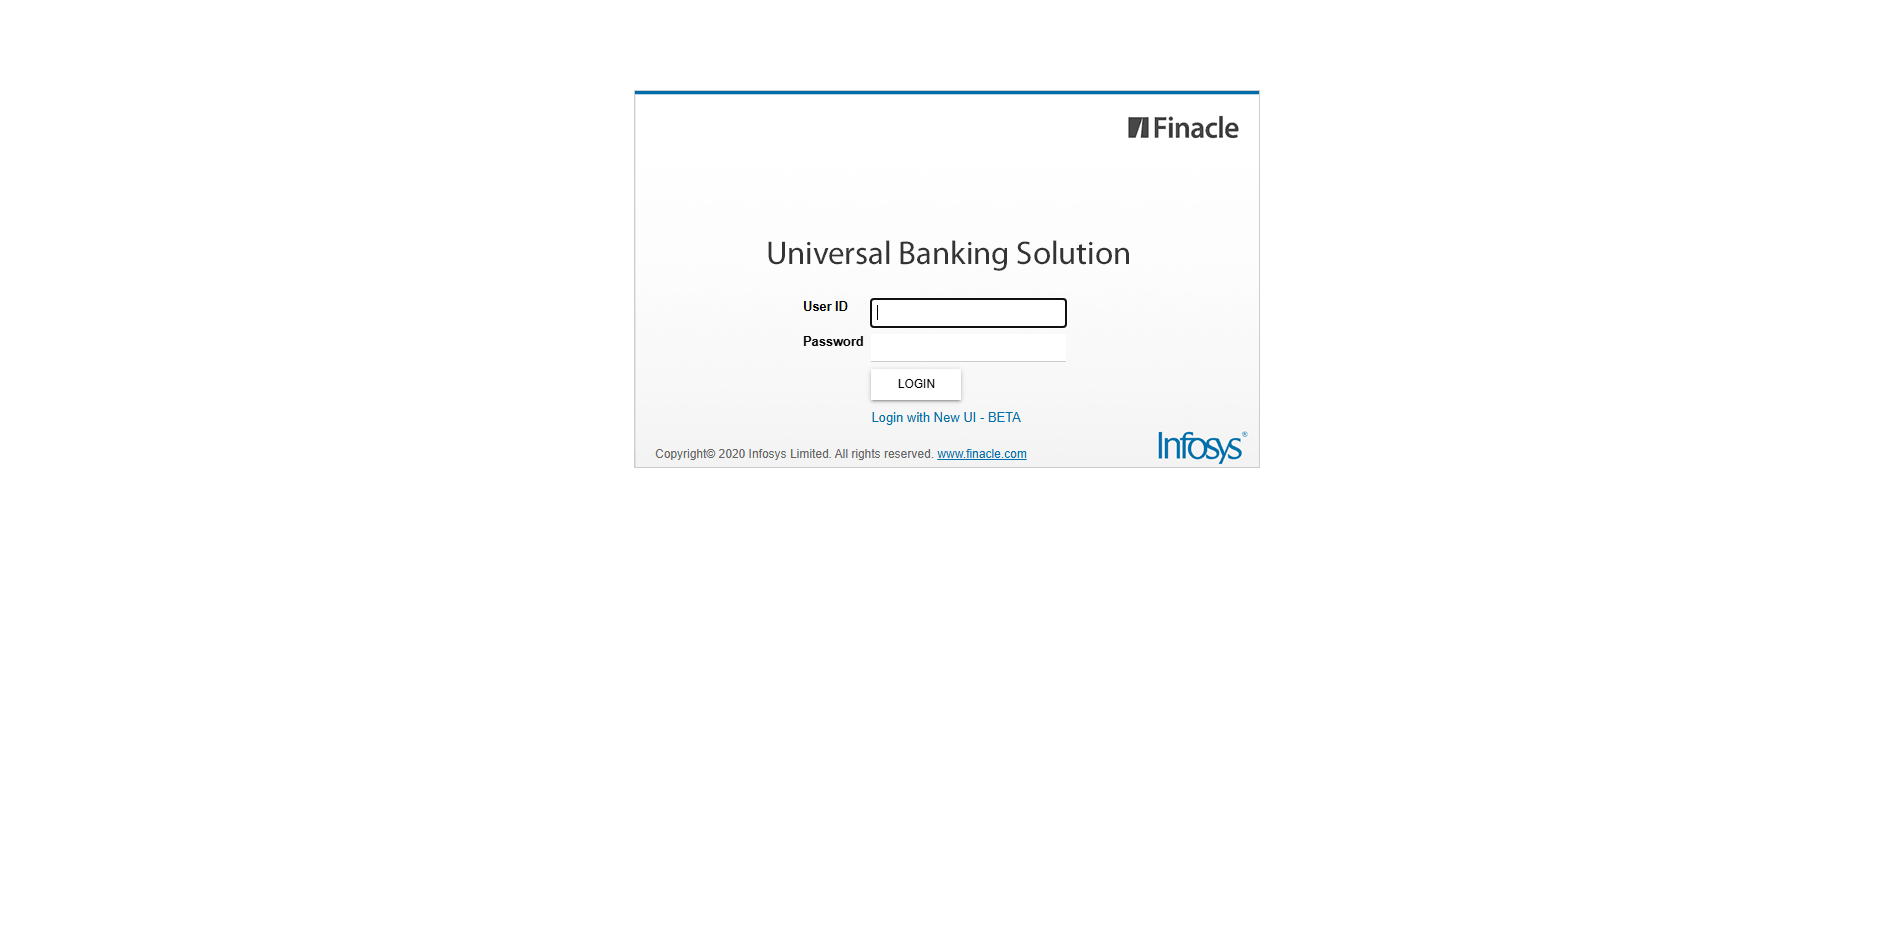 Finacle
Universal Banking Solution
User ID
Password
LOGIN
Login with New UI - BETA
Copyright© 2020 Infosys Limited. All rights reserved. www.finacle.com
Infosys®